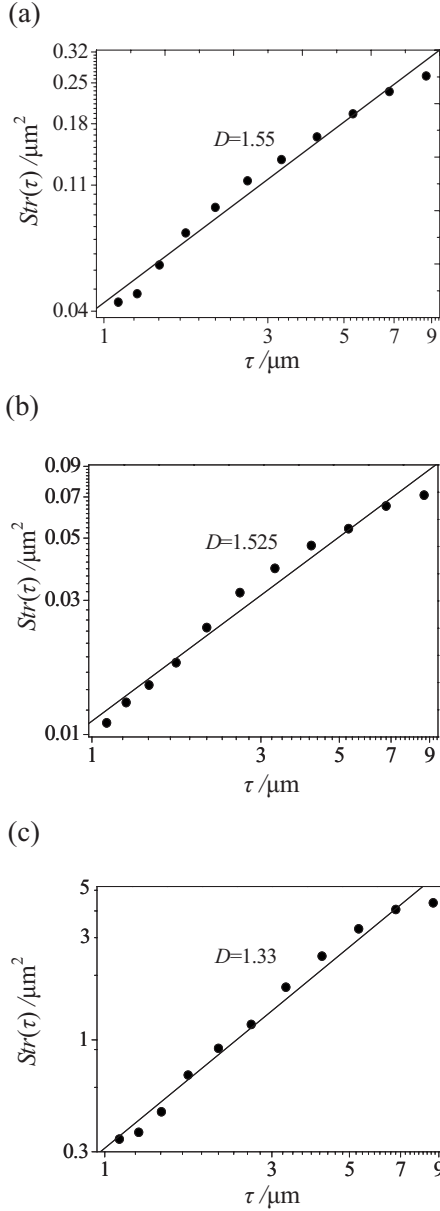 (a)
0.32
0.25
0.18
D=1.55
0.11
Str(τ) /μm²
0.04
1 3 5 7 9
τ /μm
(b)
0.09
0.07
0.05
D=1.525
0.03
Str(τ) /μm²
0.01
1 3 5 7 9
τ /μm
(c)
5
3
D=1.33
1
Str(τ) /μm²
0.3
1 3 5 7 9
τ /μm